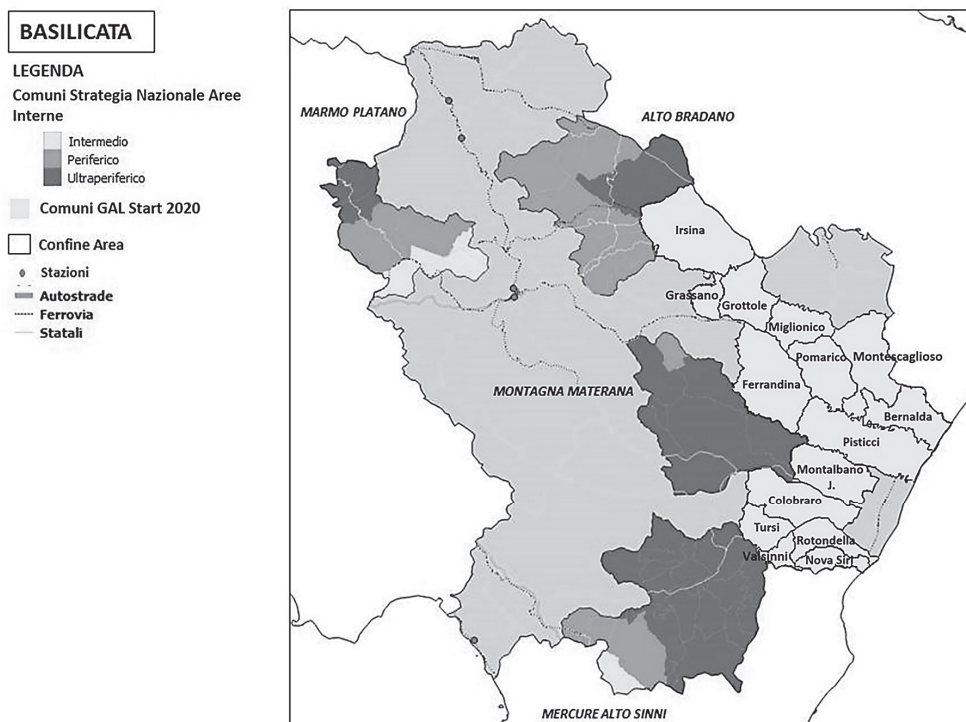 BASILICATA
LEGENDA
Comuni Strategia Nazionale Aree
Interne
Intermedio
Periferico
Ultraperiferico
Comuni GAL Start 2020
Confine Area
Stazioni
Autostrade
Ferrovia
Statali
MARMO PLATANO
ALTO BRADANO
Irsina
Grassano
Grottole
Miglionico
Pomarico
Montescaglioso
MONTAGNA MATERANA
Ferrandina
Bernalda
Pisticci
Montalbano
J.
Colobraro
Tursi
Rotondella
Valsinni
Nova Siri
MERCURE ALTO SINNI